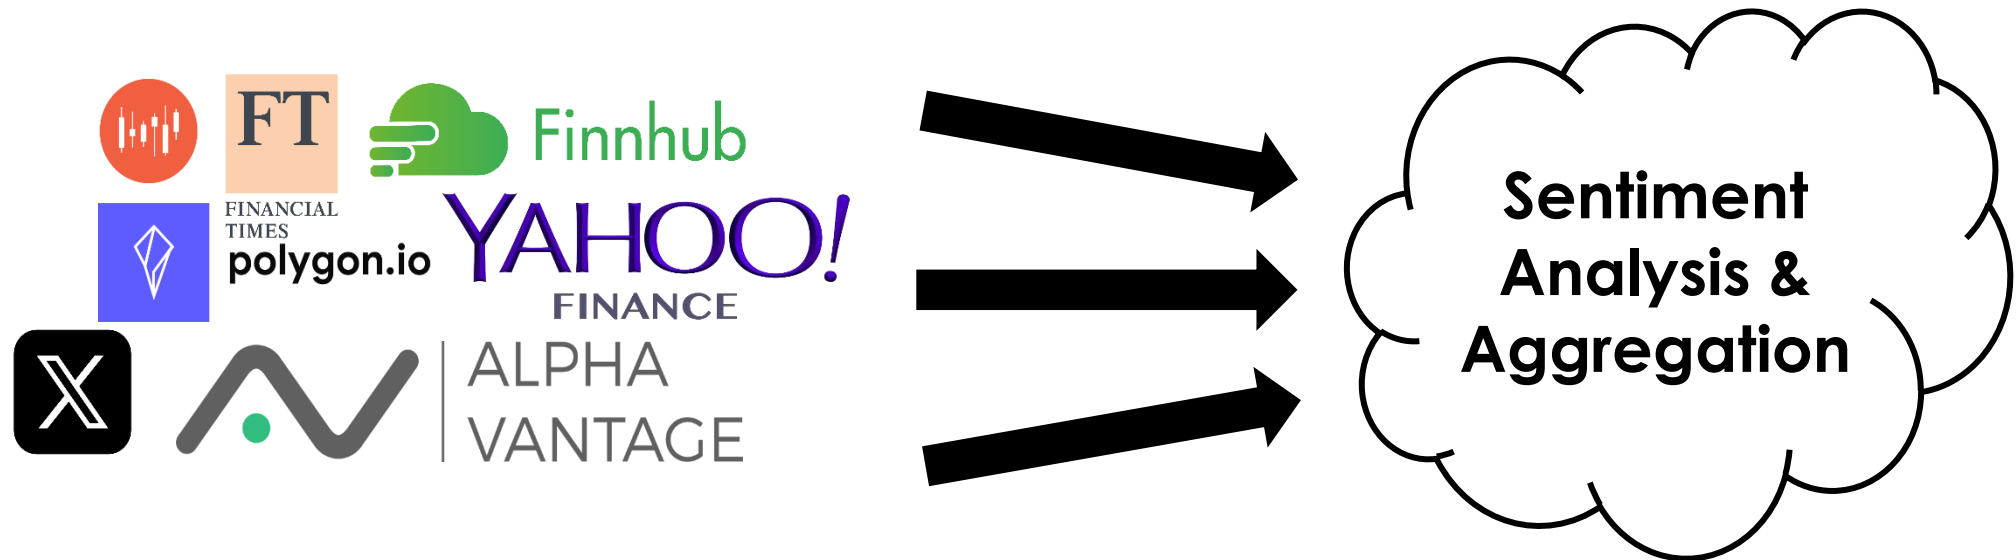 FT
FINANCIAL
TIMES
Finnhub
polygon.io
YAHOO!
FINANCE
X
ALPHA
VANTAGE
Sentiment
Analysis &
Aggregation